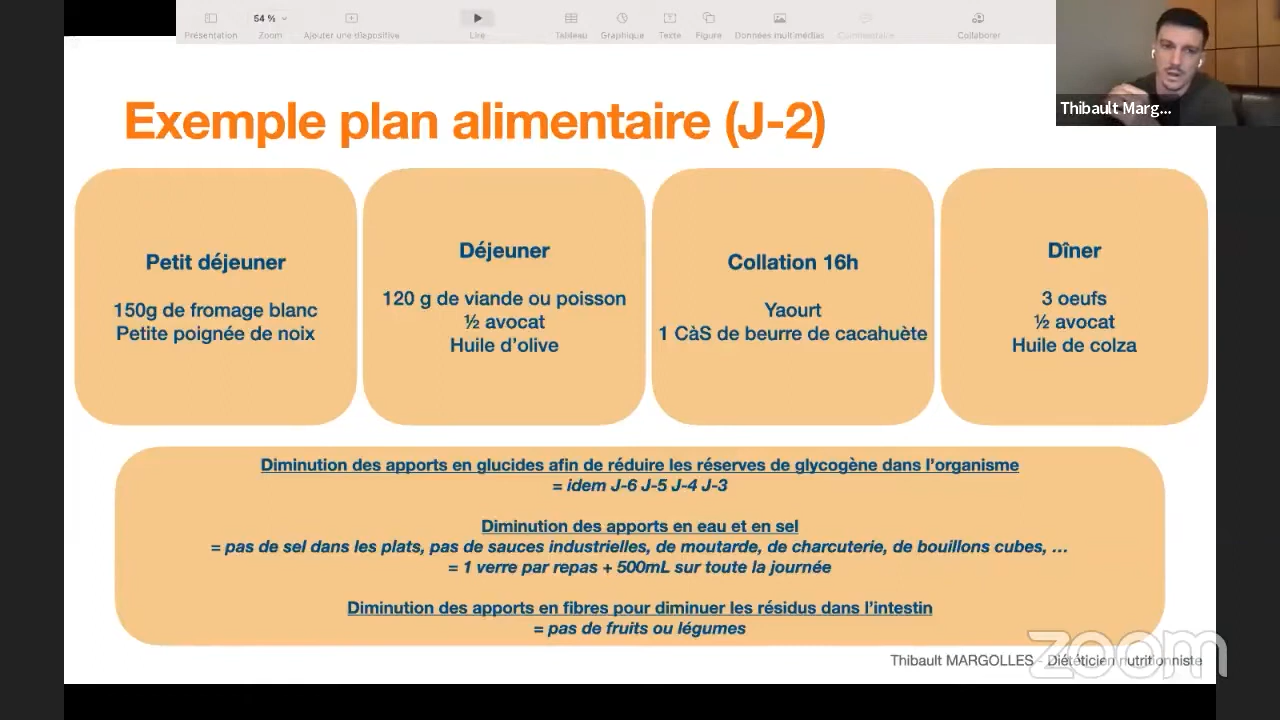 54 %
Présentation
Zoom
Ajouter une diapositive
Lire
Tableau
Graphique
Texte
Figure
Données multimédias
Commentaire
Collaborer
Thibault Marg...
Exemple plan alimentaire (J-2)
Petit déjeuner
150g de fromage blanc
Petite poignée de noix
Déjeuner
120 g de viande ou poisson
½ avocat
Huile d’olive
Collation 16h
Yaourt
1 CàS de beurre de cacahuète
Dîner
3 oeufs
½ avocat
Huile de colza
Diminution des apports en glucides afin de réduire les réserves de glycogène dans l’organisme
= idem J-6 J-5 J-4 J-3
Diminution des apports en eau et en sel
= pas de sel dans les plats, pas de sauces industrielles, de moutarde, de charcuterie, de bouillons cubes, …
= 1 verre par repas + 500mL sur toute la journée
Diminution des apports en fibres pour diminuer les résidus dans l’intestin
= pas de fruits ou légumes
Thibault MARGOLLES - Diététicien nutritionniste
zoom